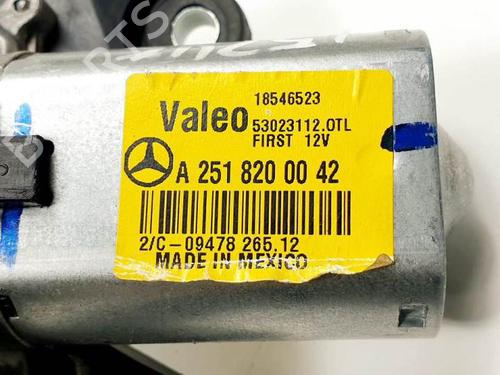 18546523
Valeo
53023112.OTL
FIRST 12V
A 251 820 00 42
2/C-09478 265.12
MADE IN MEXICO